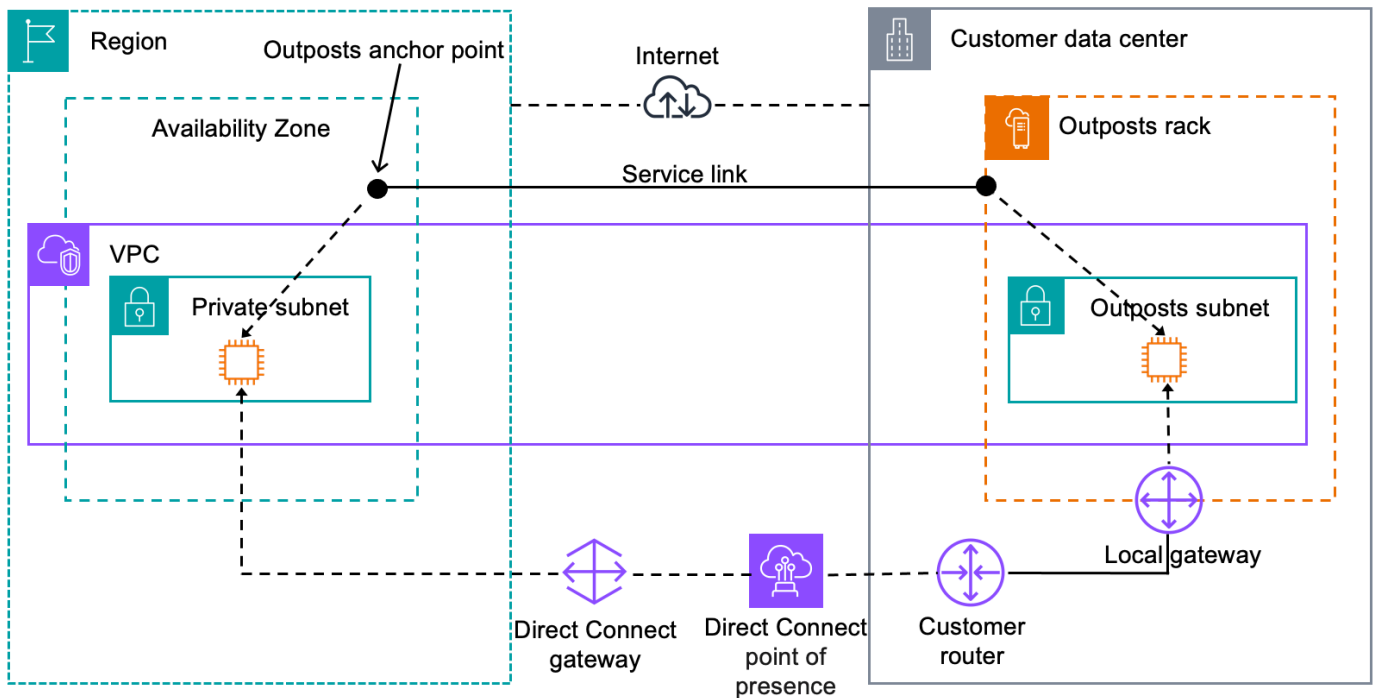 Region
Outposts anchor point
Internet
Customer data center
Availability Zone
Outposts rack
Service link
VPC
Private subnet
Outposts subnet
Local gateway
Direct Connect
gateway
Direct Connect
point of
presence
Customer
router